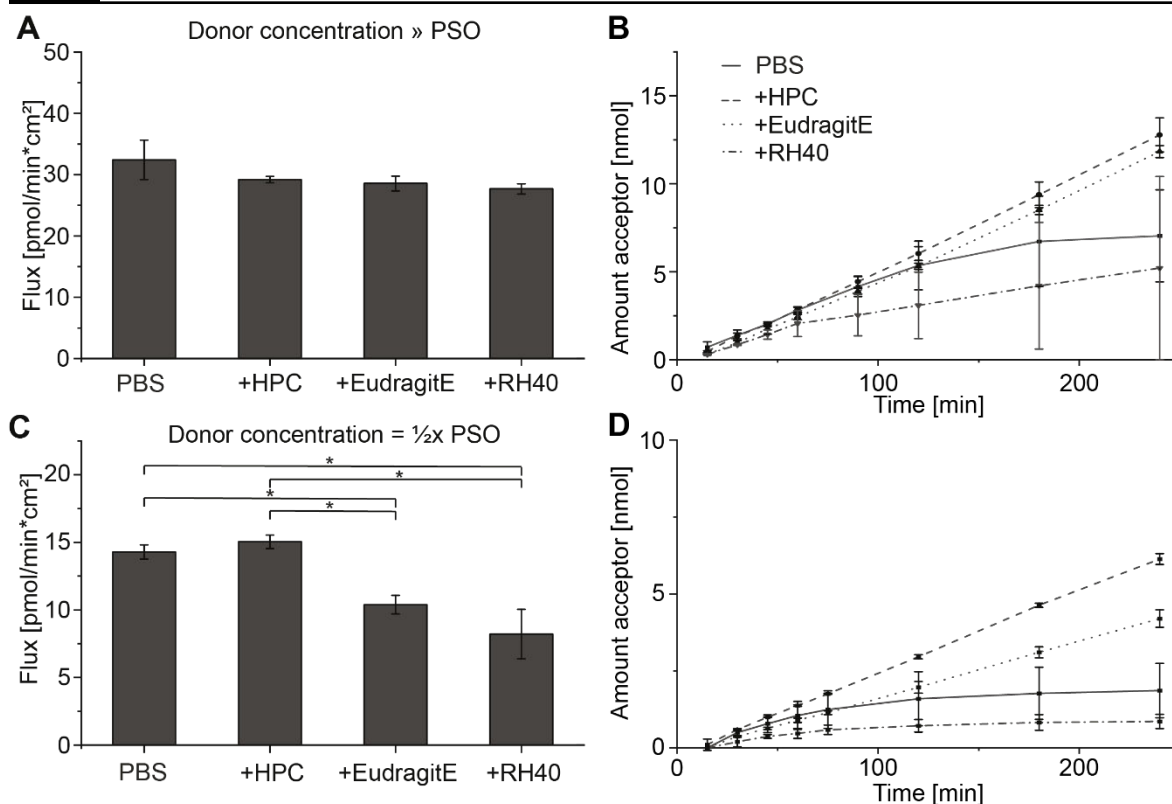 A
Donor concentration » PSO
Flux [pmol/min*cm²]
50
40
30
20
10
0
PBS
+HPC
+EudragitE
+RH40
B
Amount acceptor [nmol]
15
10
5
0
PBS
+HPC
+EudragitE
+RH40
0
100
200
Time [min]
C
Donor concentration = ½x PSO
Flux [pmol/min*cm²]
20
15
10
5
0
*
*
*
*
PBS
+HPC
+EudragitE
+RH40
D
Amount acceptor [nmol]
10
5
0
0
100
200
Time [min]